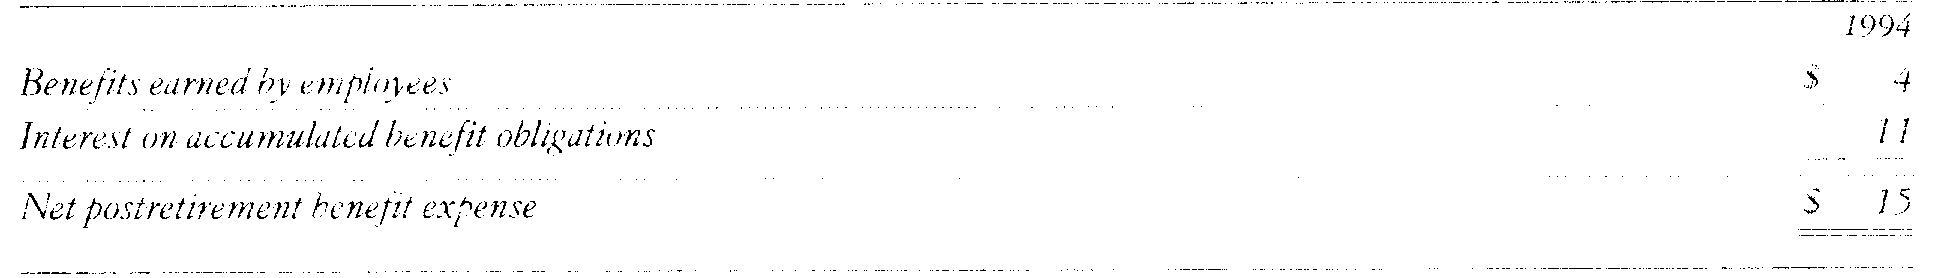 1994
Benefits earned by employees $ 4
Interest on accumulated benefit obligations 11
Net postretirement benefit expense $ 15